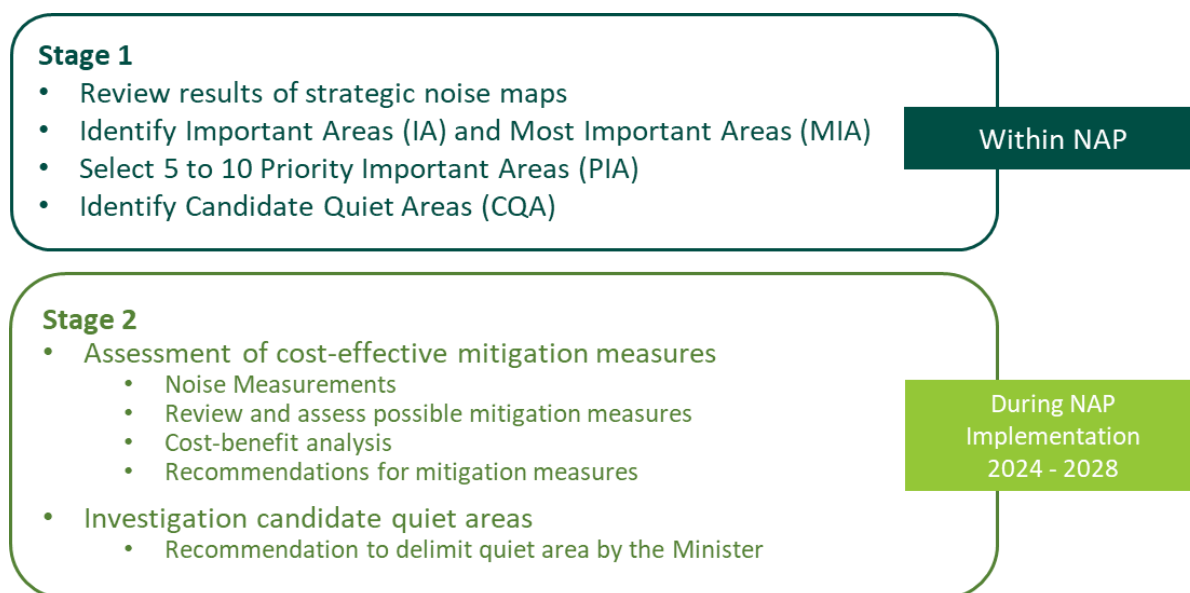 Stage 1
• Review results of strategic noise maps
• Identify Important Areas (IA) and Most Important Areas (MIA)
• Select 5 to 10 Priority Important Areas (PIA)
• Identify Candidate Quiet Areas (CQA)
Within NAP
Stage 2
• Assessment of cost-effective mitigation measures
• Noise Measurements
• Review and assess possible mitigation measures
• Cost-benefit analysis
• Recommendations for mitigation measures
• Investigation candidate quiet areas
• Recommendation to delimit quiet area by the Minister
During NAP
Implementation
2024 - 2028